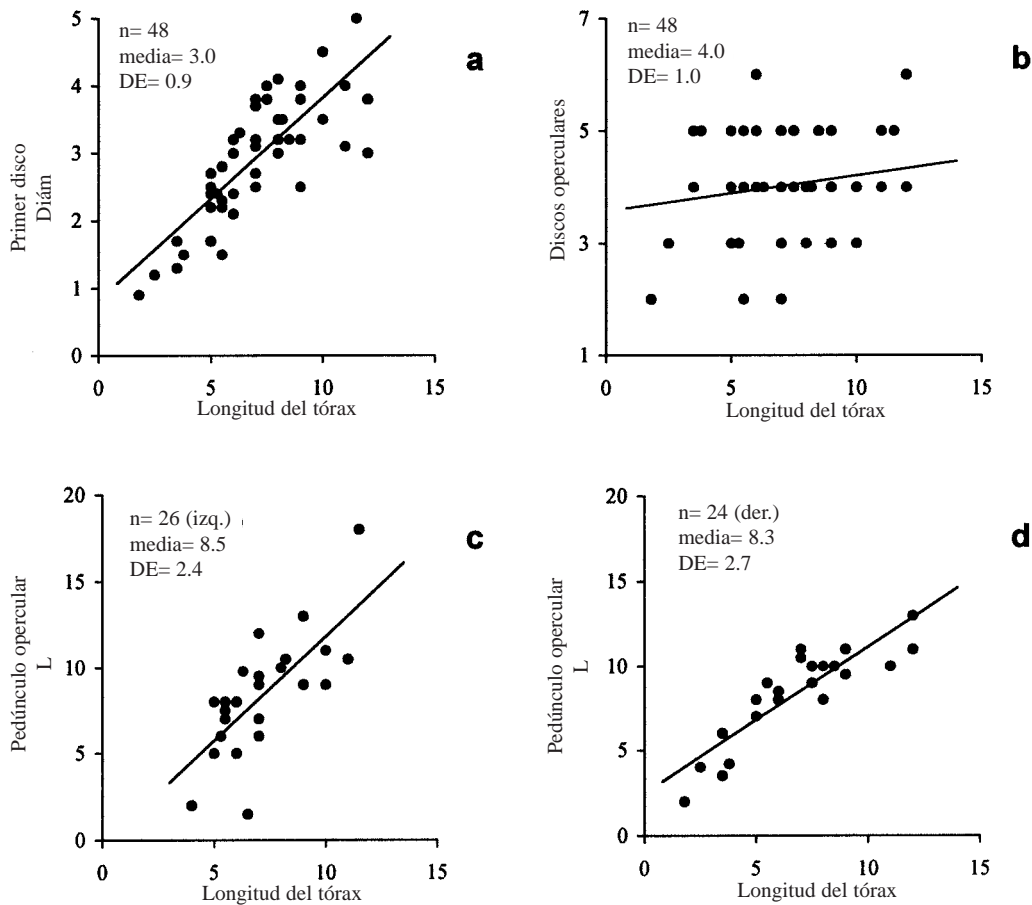 5
4
3
2
1
0
0
5
10
15
n= 48
media= 3.0
DE= 0.9
a
Primer disco
Diám
Longitud del tórax
7
5
3
1
0
5
10
15
n= 48
media= 4.0
DE= 1.0
b
Discos operculares
Longitud del tórax
20
15
10
5
0
0
5
10
15
n= 26 (izq.)
media= 8.5
DE= 2.4
c
Pedúnculo opercular
L
Longitud del tórax
20
15
10
5
0
0
5
10
15
n= 24 (der.)
media= 8.3
DE= 2.7
d
Pedúnculo opercular
L
Longitud del tórax